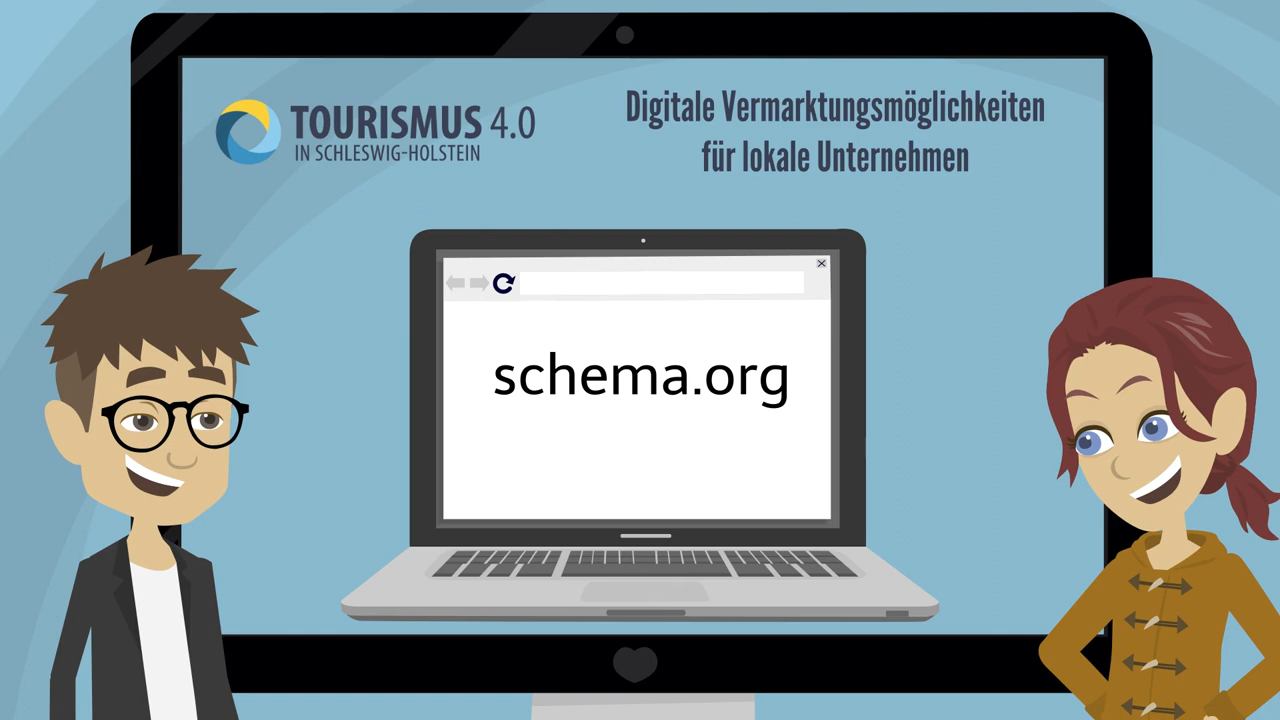 TOURISMUS 4.0
IN SCHLESWIG-HOLSTEIN
Digitale Vermarktungsmöglichkeiten
für lokale Unternehmen
schema.org